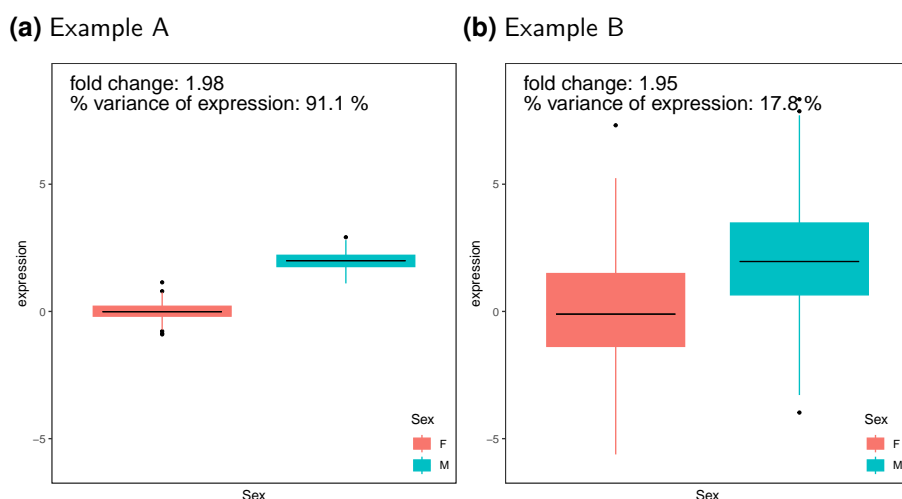 (a) Example A
fold change: 1.98
% variance of expression: 91.1 %
5
0
−5
expression
Sex
F
M
Sex
(b) Example B
fold change: 1.95
% variance of expression: 17.8 %
5
0
−5
expression
Sex
F
M
Sex